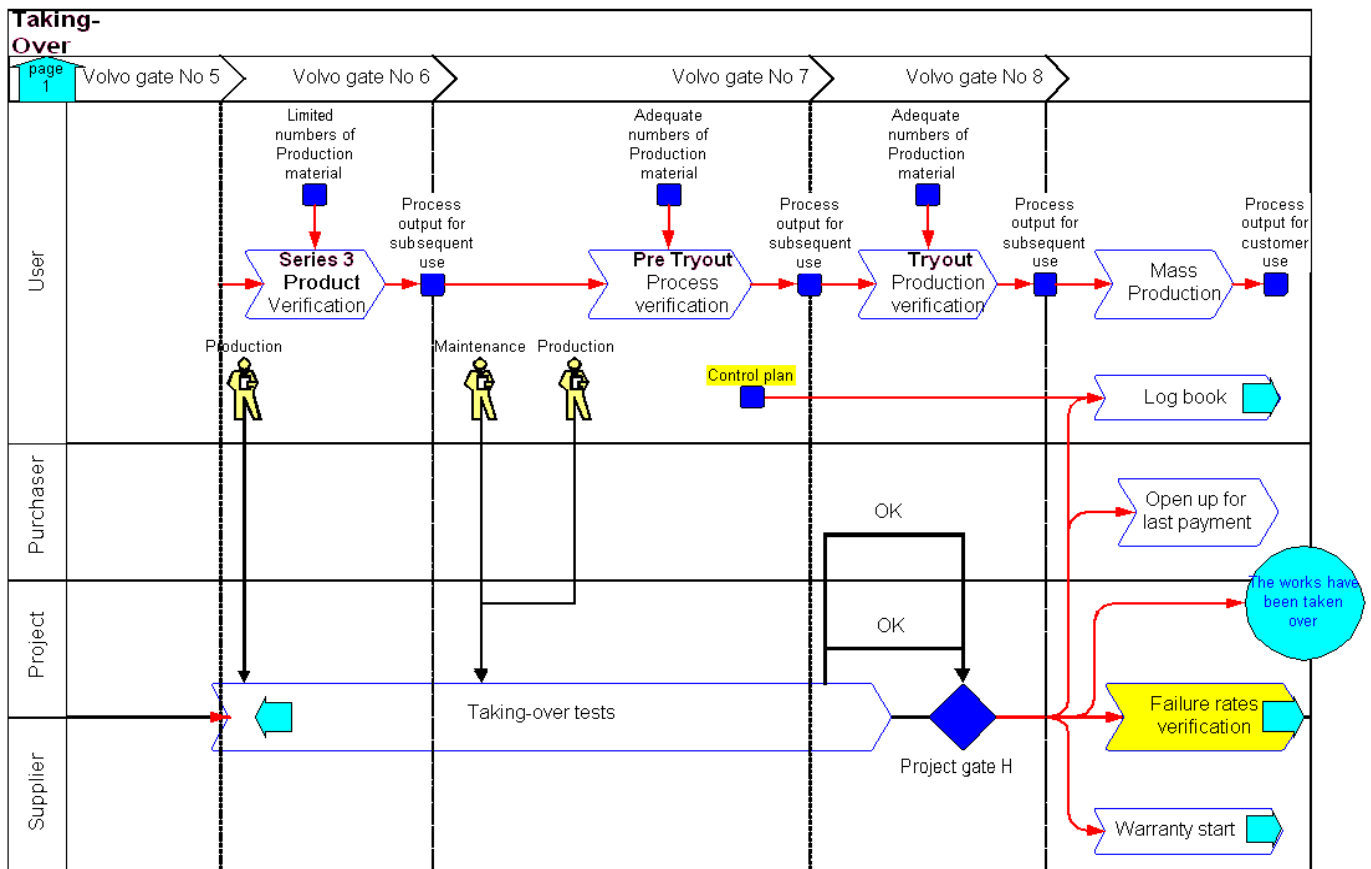 Taking-
Over
page
1
Volvo gate No 5
Volvo gate No 6
Volvo gate No 7
Volvo gate No 8
User
Limited
numbers of
Production
material
Adequate
numbers of
Production
material
Adequate
numbers of
Production
material
Process
output for
subsequent
use
Process
output for
subsequent
use
Process
output for
subsequent
use
Process
output for
customer
use
Series 3
Product
Verification
Pre Tryout
Process
verification
Tryout
Production
verification
Mass
Production
Production
Maintenance
Production
Control plan
Log book
Purchaser
OK
Open up for
last payment
Project
OK
The works have
been taken
over
Taking-over tests
Project gate H
Failure rates
verification
Supplier
Warranty start